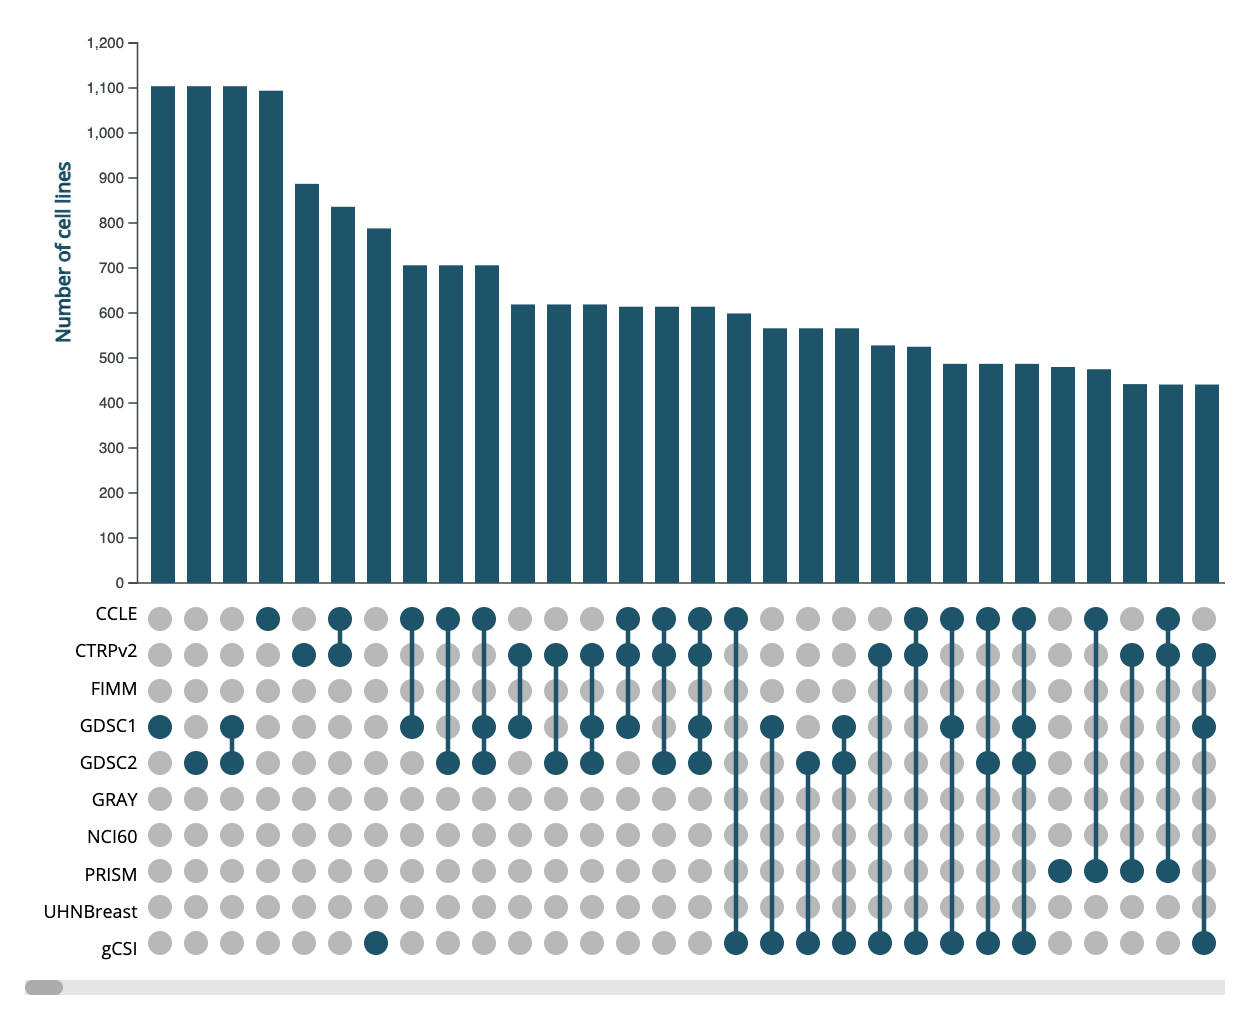 1,200
1,100
1,000
900
800
700
600
500
400
300
200
100
0
Number of cell lines
CCLE
CTRPv2
FIMM
GDSC1
GDSC2
GRAY
NCI60
PRISM
UHNBreast
gCSI